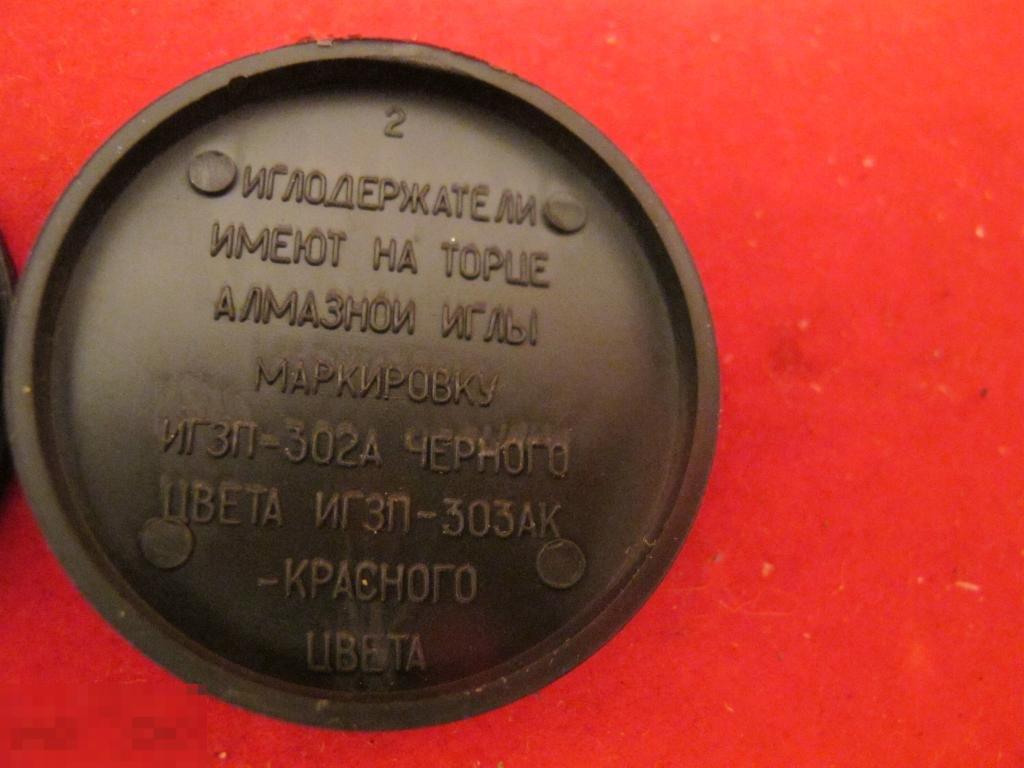 2
ИГЛОДЕРЖАТЕЛИ
ИМЕЮТ НА ТОРЦЕ
АЛМАЗНОЙ ИГЛЫ
МАРКИРОВКУ
ИГЗП-302А ЧЕРНОГО
ЦВЕТА ИГЗП-303АК
-КРАСНОГО
ЦВЕТА